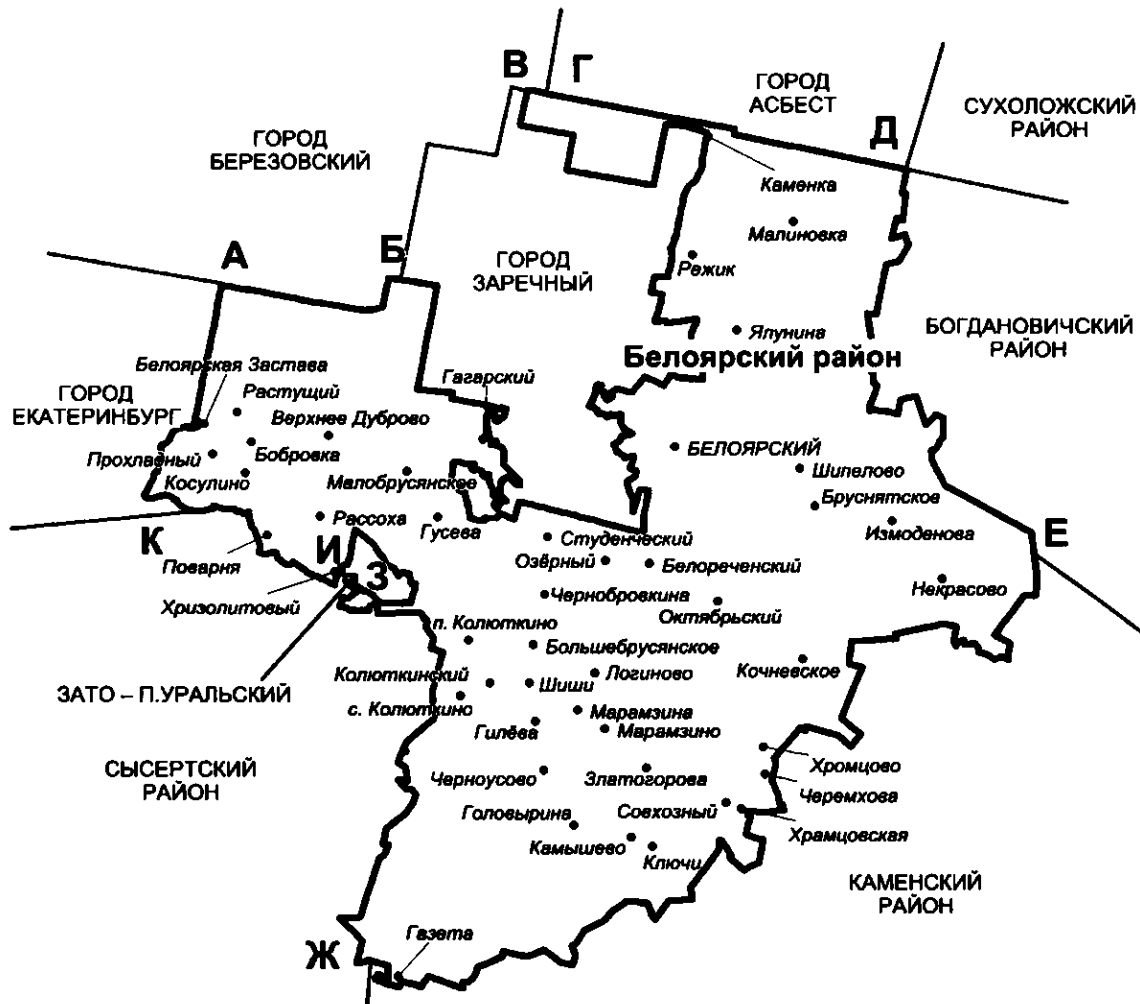 В
Г
ГОРОД
АСБЕСТ
СУХОЛОЖСКИЙ
РАЙОН
Д
ГОРОД
БЕРЕЗОВСКИЙ
Каменка
Малиновка
А
Б
ГОРОД
ЗАРЕЧНЫЙ
Режик
Ялунина
БОГДАНОВИЧСКИЙ
РАЙОН
Белоярский район
Белоярская Застава
Гагарский
ГОРОД
ЕКАТЕРИНБУРГ
Растущий
Верхнее Дуброво
БЕЛОЯРСКИЙ
Прохладный
Бобровка
Косулино
Малобрусянское
Шипелово
Бруснятское
Рассоха
Гусева
Измоденова
Е
К
Студенческий
И
З
Поварня
Озёрный
Белореченский
Некрасово
Хризолитовый
Чернобровкина
Октябрьский
п. Колюткино
Большебрусянское
Кочневское
Колюткинский
Шиши
Логиново
ЗАТО – П.УРАЛЬСКИЙ
с. Колюткино
Марамзина
Гилёва
Марамзино
СЫСЕРТСКИЙ
РАЙОН
Хромцово
Черноусово
Златогорова
Черемхова
Головырина
Совхозный
Храмцовская
Камышево
Ключи
КАМЕНСКИЙ
РАЙОН
Газета
Ж